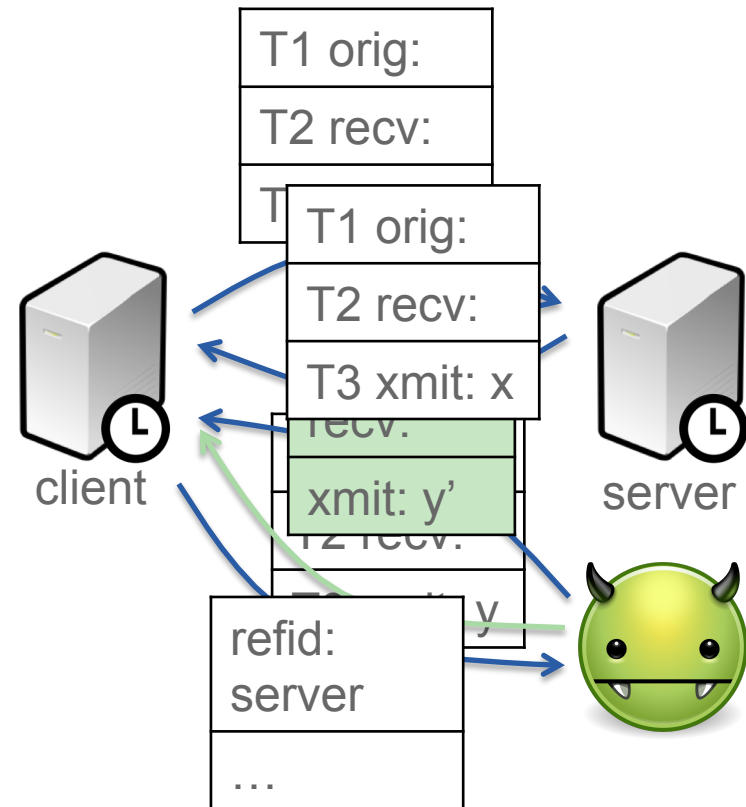 T1 orig:
T2 recv:
T
T1 orig:
T2 recv:
T3 xmit: x
recv:
xmit: y’
client
server
T2 recv:
y
refid:
server
…